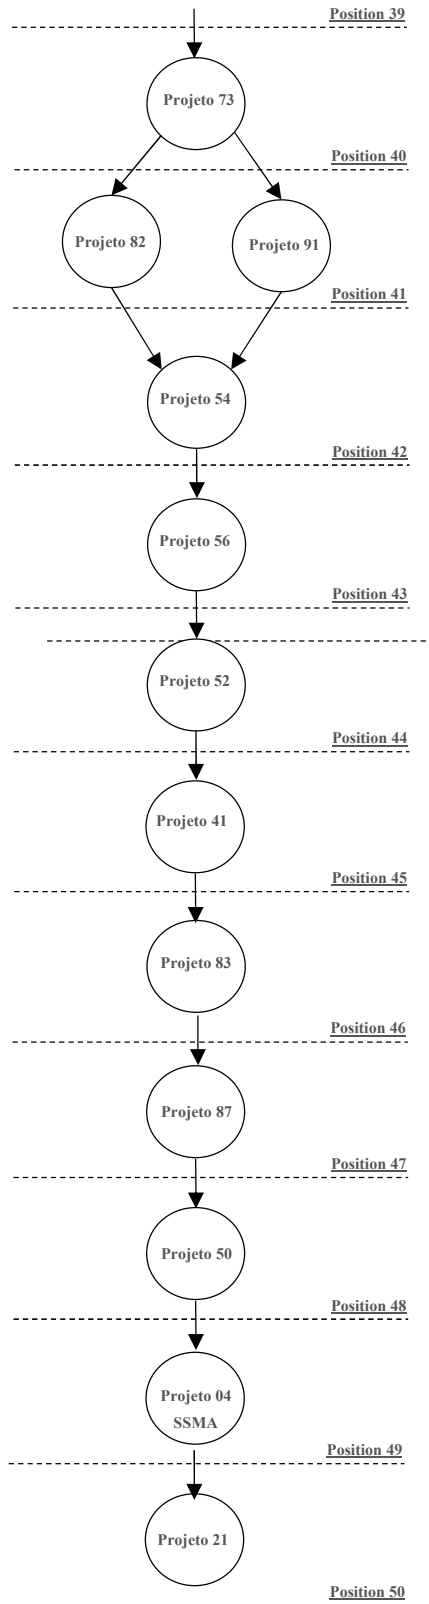 Position 39
Projeto 73
Position 40
Projeto 82
Projeto 91
Position 41
Projeto 54
Position 42
Projeto 56
Position 43
Projeto 52
Position 44
Projeto 41
Position 45
Projeto 83
Position 46
Projeto 87
Position 47
Projeto 50
Position 48
Projeto 04
SSMA
Position 49
Projeto 21
Position 50